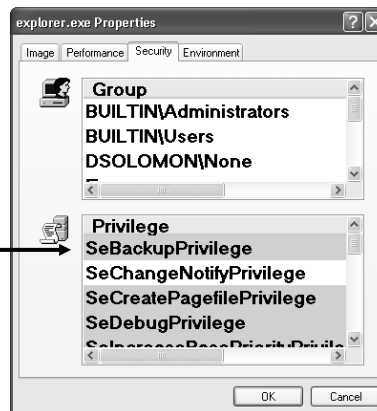 explorer.exe Properties
Image Performance Security Environment
Group
BUILTIN\Administrators
BUILTIN\Users
DSOLOMON\None
Privilege
SeBackupPrivilege
SeChangeNotifyPrivilege
SeCreatePagefilePrivilege
SeDebugPrivilege
OK Cancel